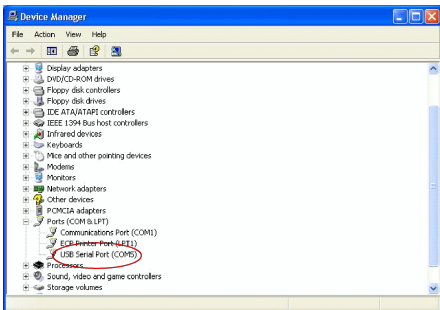 Device Manager
File Action View Help
Display adapters
DVD/CD-ROM drives
Floppy disk controllers
Floppy disk drives
IDE ATA/ATAPI controllers
IEEE 1394 Bus host controllers
Infrared devices
Keyboards
Mice and other pointing devices
Modems
Monitors
Network adapters
Other devices
PCMCIA adapters
Ports (COM & LPT)
Communications Port (COM1)
ECP Printer Port (LPT1)
USB Serial Port (COM5)
Processors
Sound, video and game controllers
Storage volumes